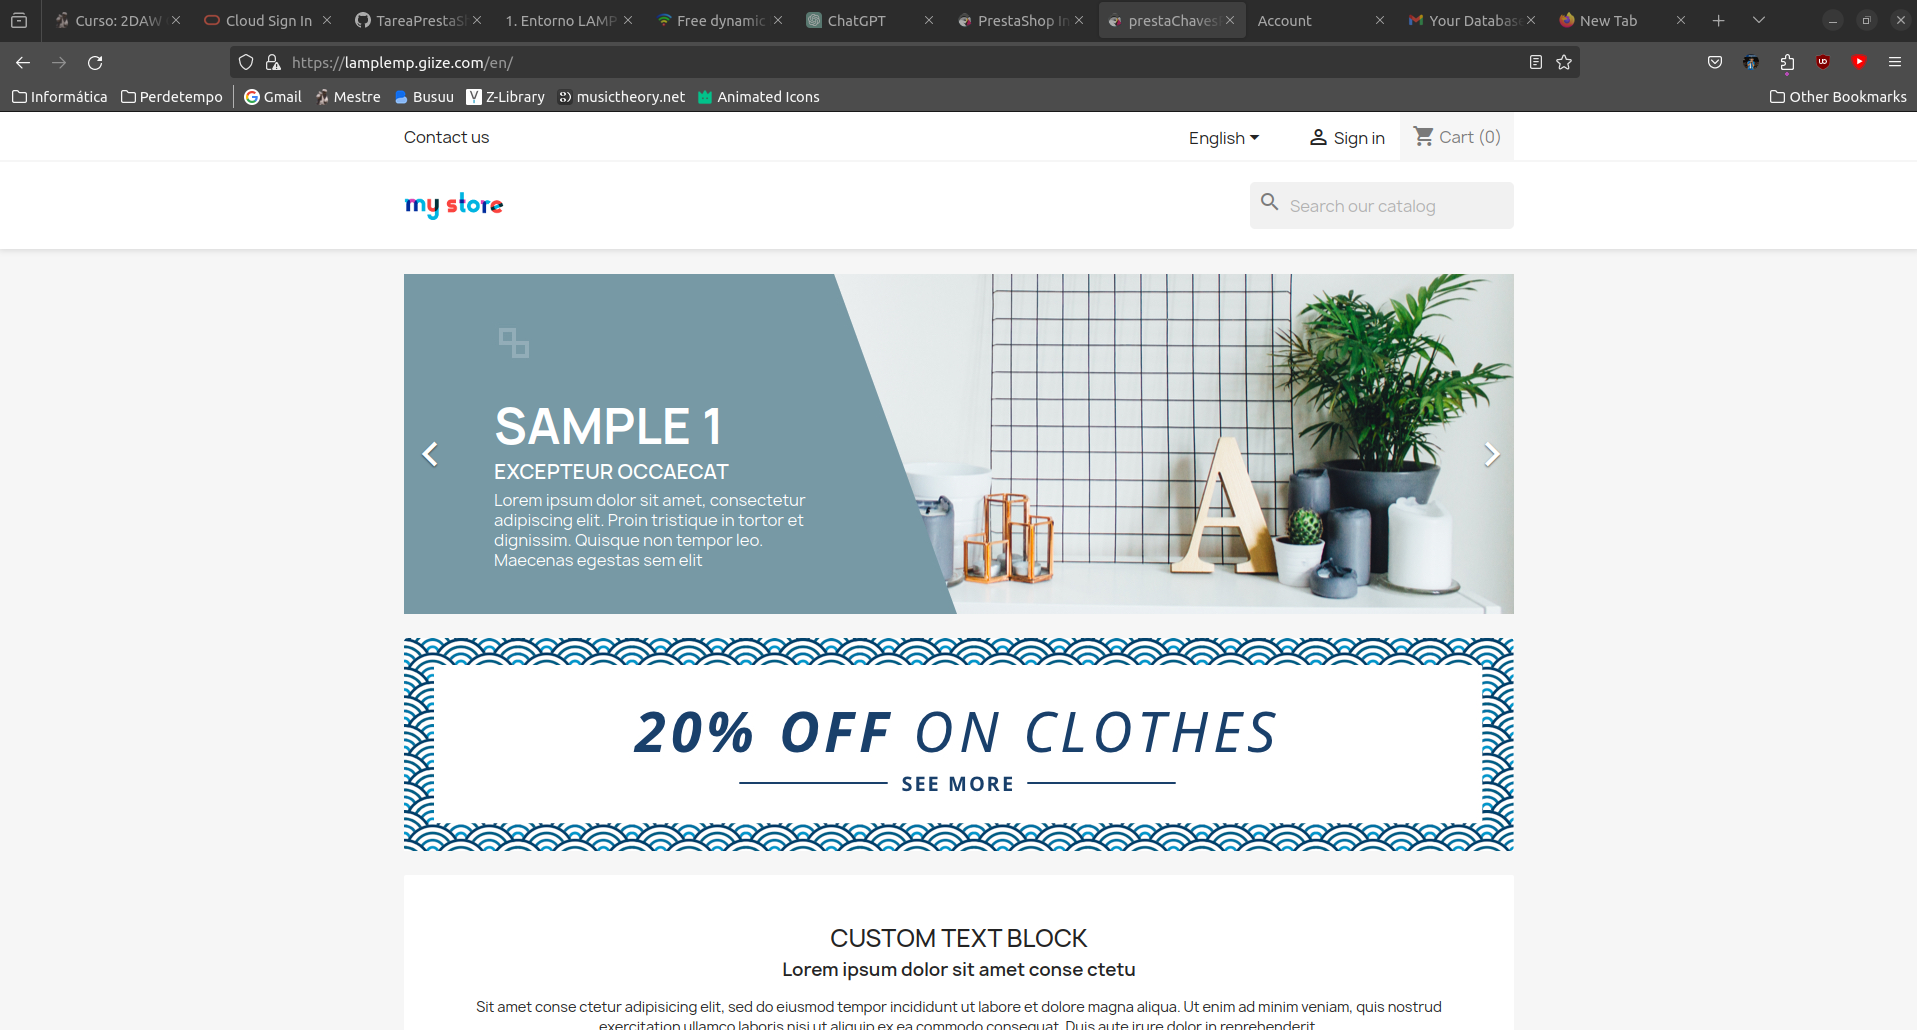 Curso: 2DAW
Cloud Sign In
TareaPrestaSh
1. Entorno LAMP
Free dynamic
ChatGPT
PrestaShop In
prestaChaves
Account
Your Database
New Tab
https://lamplemp.giize.com/en/
Informática
Perdetempo
Gmail
Mestre
Busuu
Z-Library
musictheory.net
Animated Icons
Other Bookmarks
Contact us
English
Sign in
Cart (0)
my store
Search our catalog
SAMPLE 1
EXCEPTEUR OCCAECAT
Lorem ipsum dolor sit amet, consectetur
adipiscing elit. Proin tristique in tortor et
dignissim. Quisque non tempor leo.
Maecenas egestas sem elit
A
20% OFF ON CLOTHES
SEE MORE
CUSTOM TEXT BLOCK
Lorem ipsum dolor sit amet conse ctetu
Sit amet conse ctetur adipisicing elit, sed do eiusmod tempor incididunt ut labore et dolore magna aliqua. Ut enim ad minim veniam, quis nostrud
exercitation ullamco laboris nisi ut aliquip ex ea commodo consequat. Duis aute irure dolor in reprehenderit